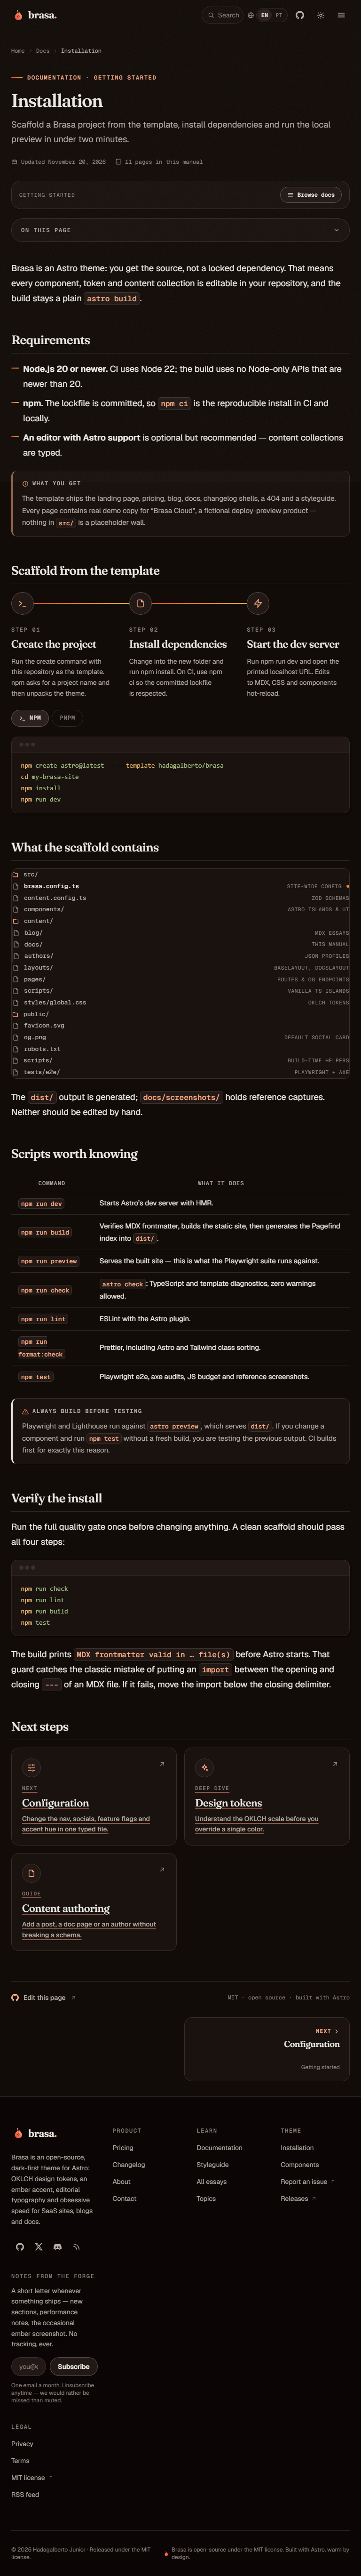 brasa.
Search
EN PT
Home › Docs › Installation
DOCUMENTATION · GETTING STARTED
Installation
Scaffold a Brasa project from the template, install dependencies and run the local
preview in under two minutes.
Updated November 20, 2026
11 pages in this manual
GETTING STARTED
Browse docs
ON THIS PAGE
Brasa is an Astro theme: you get the source, not a locked dependency. That means
every component, token and content collection is editable in your repository, and the
build stays a plain astro build.
Requirements
Node.js 20 or newer. CI uses Node 22; the build uses no Node-only APIs that are
newer than 20.
npm. The lockfile is committed, so npm ci is the reproducible install in CI and
locally.
An editor with Astro support is optional but recommended — content collections
are typed.
WHAT YOU GET
The template ships the landing page, pricing, blog, docs, changelog shells, a 404 and a styleguide.
Every page contains real demo copy for “Brasa Cloud”, a fictional deploy-preview product —
nothing in src/ is a placeholder wall.
Scaffold from the template
STEP 01
Create the project
Run the create command with
this repository as the template.
npm asks for a project name and
then unpacks the theme.
STEP 02
Install dependencies
Change into the new folder and
run npm install. On CI, use npm
ci so the committed lockfile
is respected.
STEP 03
Start the dev server
Run npm run dev and open the
printed localhost URL. Edits
to MDX, CSS and components
hot-reload.
NPM
PNPM
npm create astro@latest -- --template hadagalberto/brasa
cd my-brasa-site
npm install
npm run dev
What the scaffold contains
src/
brasa.config.ts SITE-WIDE CONFIG
content.config.ts ZOD SCHEMAS
components/ ASTRO ISLANDS & UI
content/
blog/ MDX ESSAYS
docs/ THIS MANUAL
authors/ JSON PROFILES
layouts/ BASELAYOUT, DOCSLAYOUT
pages/ ROUTES & OG ENDPOINTS
scripts/ VANILLA TS ISLANDS
styles/global.css OKLCH TOKENS
public/
favicon.svg
og.png DEFAULT SOCIAL CARD
robots.txt
scripts/ BUILD-TIME HELPERS
tests/e2e/ PLAYWRIGHT + AXE
The dist/ output is generated; docs/screenshots/ holds reference captures.
Neither should be edited by hand.
Scripts worth knowing
COMMAND WHAT IT DOES
npm run dev Starts Astro's dev server with HMR.
npm run build Verifies MDX frontmatter, builds the static site, then generates the Pagefind
index into dist/.
npm run preview Serves the built site — this is what the Playwright suite runs against.
npm run check astro check: TypeScript and template diagnostics, zero warnings
allowed.
npm run lint ESLint with the Astro plugin.
npm run
format:check Prettier, including Astro and Tailwind class sorting.
npm test Playwright e2e, axe audits, JS budget and reference screenshots.
ALWAYS BUILD BEFORE TESTING
Playwright and Lighthouse run against astro preview, which serves dist/. If you change a
component and run npm test without a fresh build, you are testing the previous output. CI builds
first for exactly this reason.
Verify the install
Run the full quality gate once before changing anything. A clean scaffold should pass
all four steps:
npm run check
npm run lint
npm run build
npm test
The build prints MDX frontmatter valid in … file(s) before Astro starts. That
guard catches the classic mistake of putting an import between the opening and
closing --- of an MDX file. If it fails, move the import below the closing delimiter.
Next steps
NEXT
Configuration
Change the nav, socials, feature flags and
accent hue in one typed file.
DEEP DIVE
Design tokens
Understand the OKLCH scale before you
override a single color.
GUIDE
Content authoring
Add a post, a doc page or an author without
breaking a schema.
Edit this page
MIT · open source · built with Astro
NEXT
Configuration
Getting started
brasa.
Brasa is an open-source,
dark-first theme for Astro:
OKLCH design tokens, an
ember accent, editorial
typography and obsessive
speed for SaaS sites, blogs
and docs.
PRODUCT
Pricing
Changelog
About
Contact
LEARN
Documentation
Styleguide
All essays
Topics
THEME
Installation
Components
Report an issue
Releases
NOTES FROM THE FORGE
A short letter whenever
something ships — new
sections, performance
notes, the occasional
ember screenshot. No
tracking, ever.
Subscribe
One email a month. Unsubscribe
anytime — we would rather be
missed than muted.
LEGAL
Privacy
Terms
MIT license
RSS feed
© 2026 Hadagalberto Junior · Released under the MIT
license.
Brasa is open-source under the MIT license. Built with Astro, warm by
design.